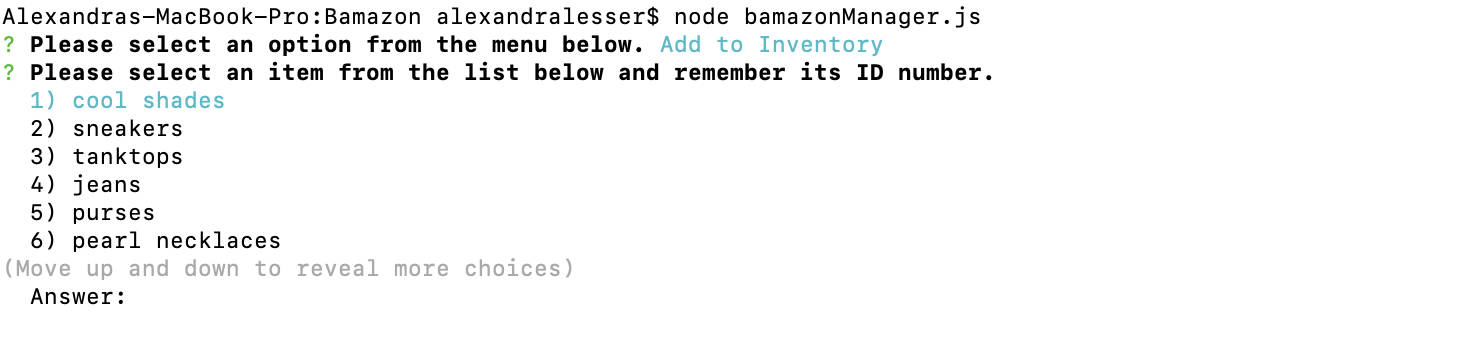 Alexandras-MacBook-Pro:Bamazon alexandralesser$ node bamazonManager.js
? Please select an option from the menu below. Add to Inventory
? Please select an item from the list below and remember its ID number.
1) cool shades
2) sneakers
3) tanktops
4) jeans
5) purses
6) pearl necklaces
(Move up and down to reveal more choices)
Answer: